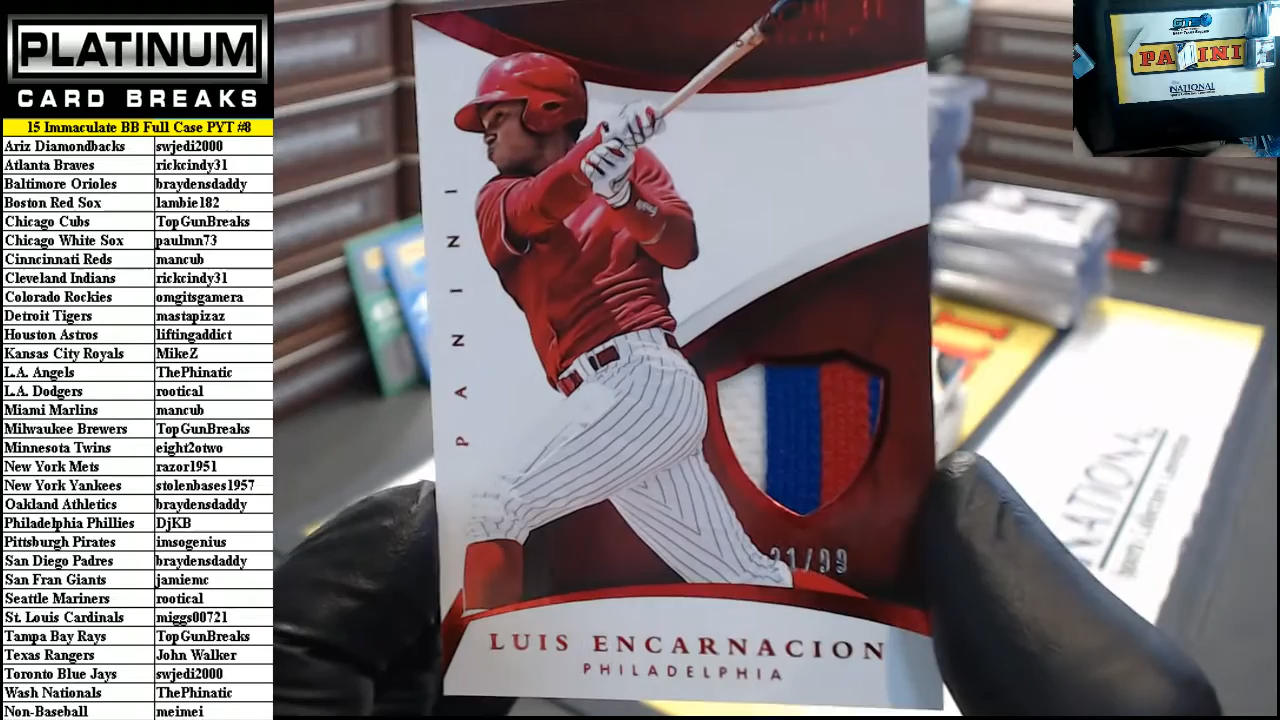 PLATINUM
CARD BREAKS
15 Immaculate BB Full Case PYT #8
Ariz Diamondbacks swjedi2000
Atlanta Braves rickcindy31
Baltimore Orioles braydensdaddy
Boston Red Sox lambie182
Chicago Cubs TopGunBreaks
Chicago White Sox paulmn73
Cinncinnati Reds mancub
Cleveland Indians rickcindy31
Colorado Rockies omgitsgamera
Detroit Tigers mastapizaz
Houston Astros liftingaddict
Kansas City Royals MikeZ
L.A. Angels ThePhinatic
L.A. Dodgers rootical
Miami Marlins mancub
Milwaukee Brewers TopGunBreaks
Minnesota Twins eight2otwo
New York Mets razor1951
New York Yankees stolenbases1957
Oakland Athletics braydensdaddy
Philadelphia Phillies DjKB
Pittsburgh Pirates imsogenius
San Diego Padres braydensdaddy
San Fran Giants jamiemc
Seattle Mariners rootical
St. Louis Cardinals miggs00721
Tampa Bay Rays TopGunBreaks
Texas Rangers John Walker
Toronto Blue Jays swjedi2000
Wash Nationals ThePhinatic
Non-Baseball meimei
PANINI
21/99
LUIS ENCARNACION
PHILADELPHIA
PANINI
NATIONAL
NATIONAL